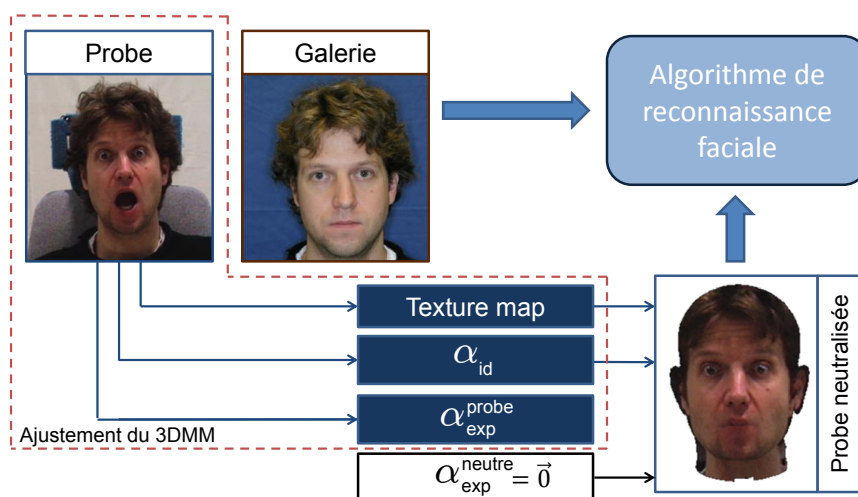 Probe
Galerie
Algorithme de
reconnaissance
faciale
Texture map
α id
α probe exp
Ajustement du 3DMM
α neutre exp = 0⃗
Probe neutralisée